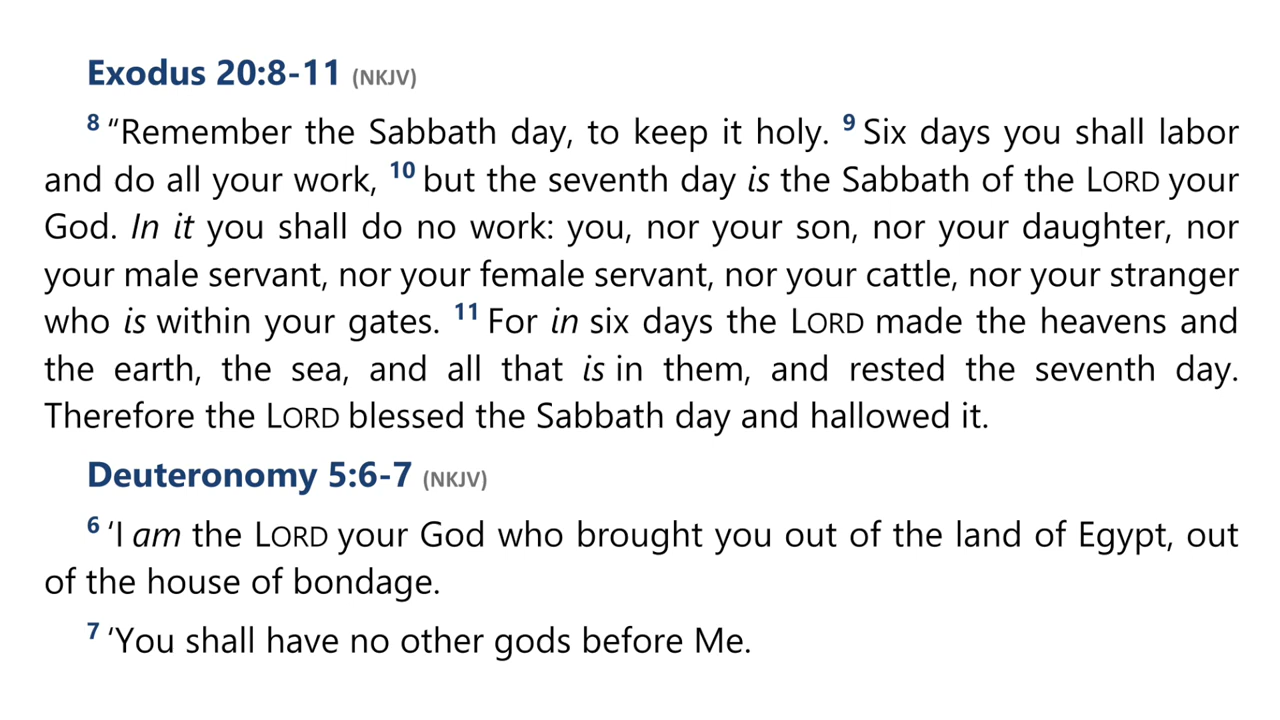 Exodus 20:8-11 (NKJV)
8 “Remember the Sabbath day, to keep it holy. 9 Six days you shall labor
and do all your work, 10 but the seventh day is the Sabbath of the LORD your
God. In it you shall do no work: you, nor your son, nor your daughter, nor
your male servant, nor your female servant, nor your cattle, nor your stranger
who is within your gates. 11 For in six days the LORD made the heavens and
the earth, the sea, and all that is in them, and rested the seventh day.
Therefore the LORD blessed the Sabbath day and hallowed it.
Deuteronomy 5:6-7 (NKJV)
6 ‘I am the LORD your God who brought you out of the land of Egypt, out
of the house of bondage.
7 ‘You shall have no other gods before Me.